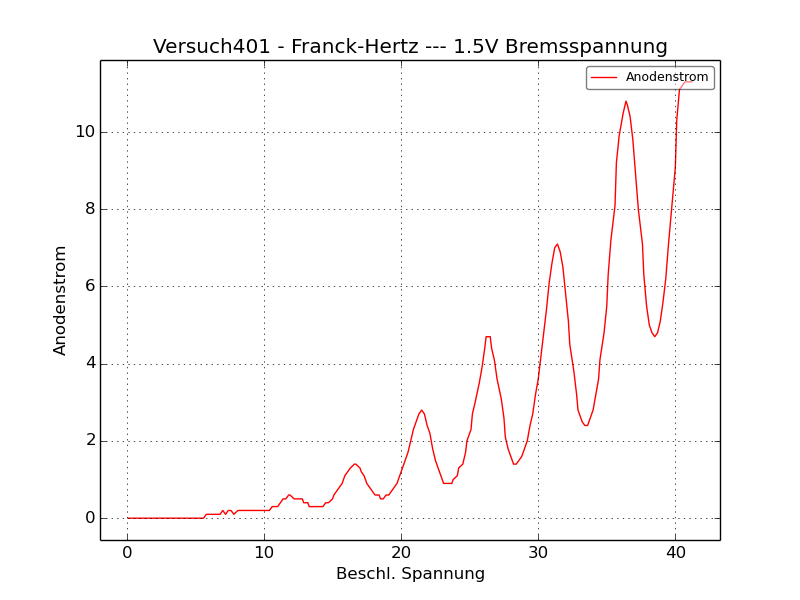 Versuch401 - Franck-Hertz --- 1.5V Bremsspannung
Anodenstrom
10
8
6
4
2
0
Anodenstrom
0 10 20 30 40
Beschl. Spannung